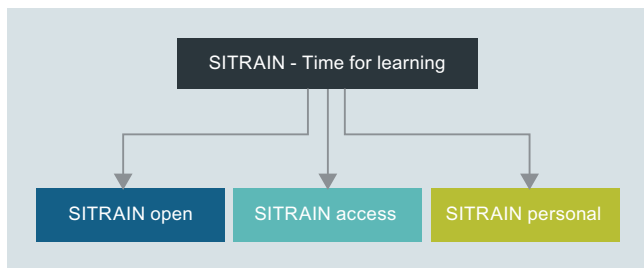 SITRAIN - Time for learning
SITRAIN open
SITRAIN access
SITRAIN personal